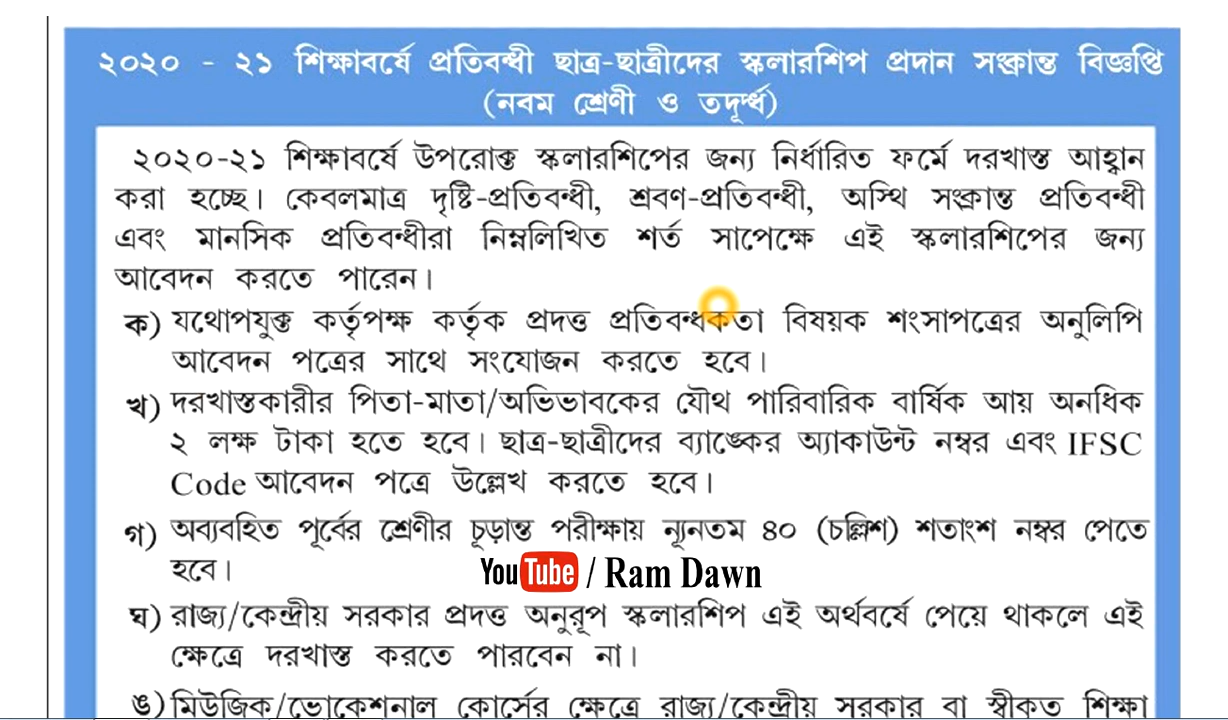 ২০২০ - ২১ শিক্ষাবর্ষে প্রতিবন্ধী ছাত্র-ছাত্রীদের স্কলারশিপ প্রদান সংক্রান্ত বিজ্ঞপ্তি
(নবম শ্রেণী ও তদূর্ধ্ব)
২০২০-২১ শিক্ষাবর্ষে উপরোক্ত স্কলারশিপের জন্য নির্ধারিত ফর্মে দরখাস্ত আহ্বান
করা হচ্ছে। কেবলমাত্র দৃষ্টি-প্রতিবন্ধী, শ্রবণ-প্রতিবন্ধী, অস্থি সংক্রান্ত প্রতিবন্ধী
এবং মানসিক প্রতিবন্ধীরা নিম্নলিখিত শর্ত সাপেক্ষে এই স্কলারশিপের জন্য
আবেদন করতে পারেন।
ক) যথোপযুক্ত কর্তৃপক্ষ কর্তৃক প্রদত্ত প্রতিবন্ধকতা বিষয়ক শংসাপত্রের অনুলিপি
আবেদন পত্রের সাথে সংযোজন করতে হবে।
খ) দরখাস্তকারীর পিতা-মাতা/অভিভাবকের যৌথ পারিবারিক বার্ষিক আয় অনধিক
২ লক্ষ টাকা হতে হবে। ছাত্র-ছাত্রীদের ব্যাঙ্কের অ্যাকাউন্ট নম্বর এবং IFSC
Code আবেদন পত্রে উল্লেখ করতে হবে।
গ) অব্যবহিত পূর্বের শ্রেণীর চূড়ান্ত পরীক্ষায় ন্যূনতম ৪০ (চল্লিশ) শতাংশ নম্বর পেতে
হবে।
YouTube / Ram Dawn
ঘ) রাজ্য/কেন্দ্রীয় সরকার প্রদত্ত অনুরূপ স্কলারশিপ এই অর্থবর্ষে পেয়ে থাকলে এই
ক্ষেত্রে দরখাস্ত করতে পারবেন না।
ঙ) মিউজিক/ভোকেশনাল কোর্সের ক্ষেত্রে রাজ্য/কেন্দ্রীয় সরকার বা স্বীকৃত শিক্ষা